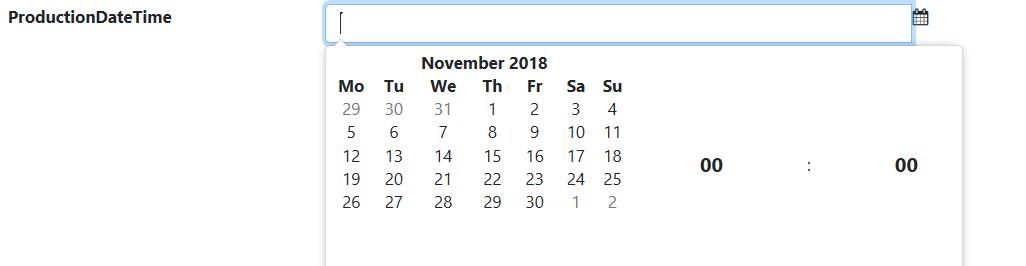 ProductionDateTime
November 2018
Mo Tu We Th Fr Sa Su
29 30 31 1 2 3 4
5 6 7 8 9 10 11
12 13 14 15 16 17 18
00 : 00
19 20 21 22 23 24 25
26 27 28 29 30 1 2